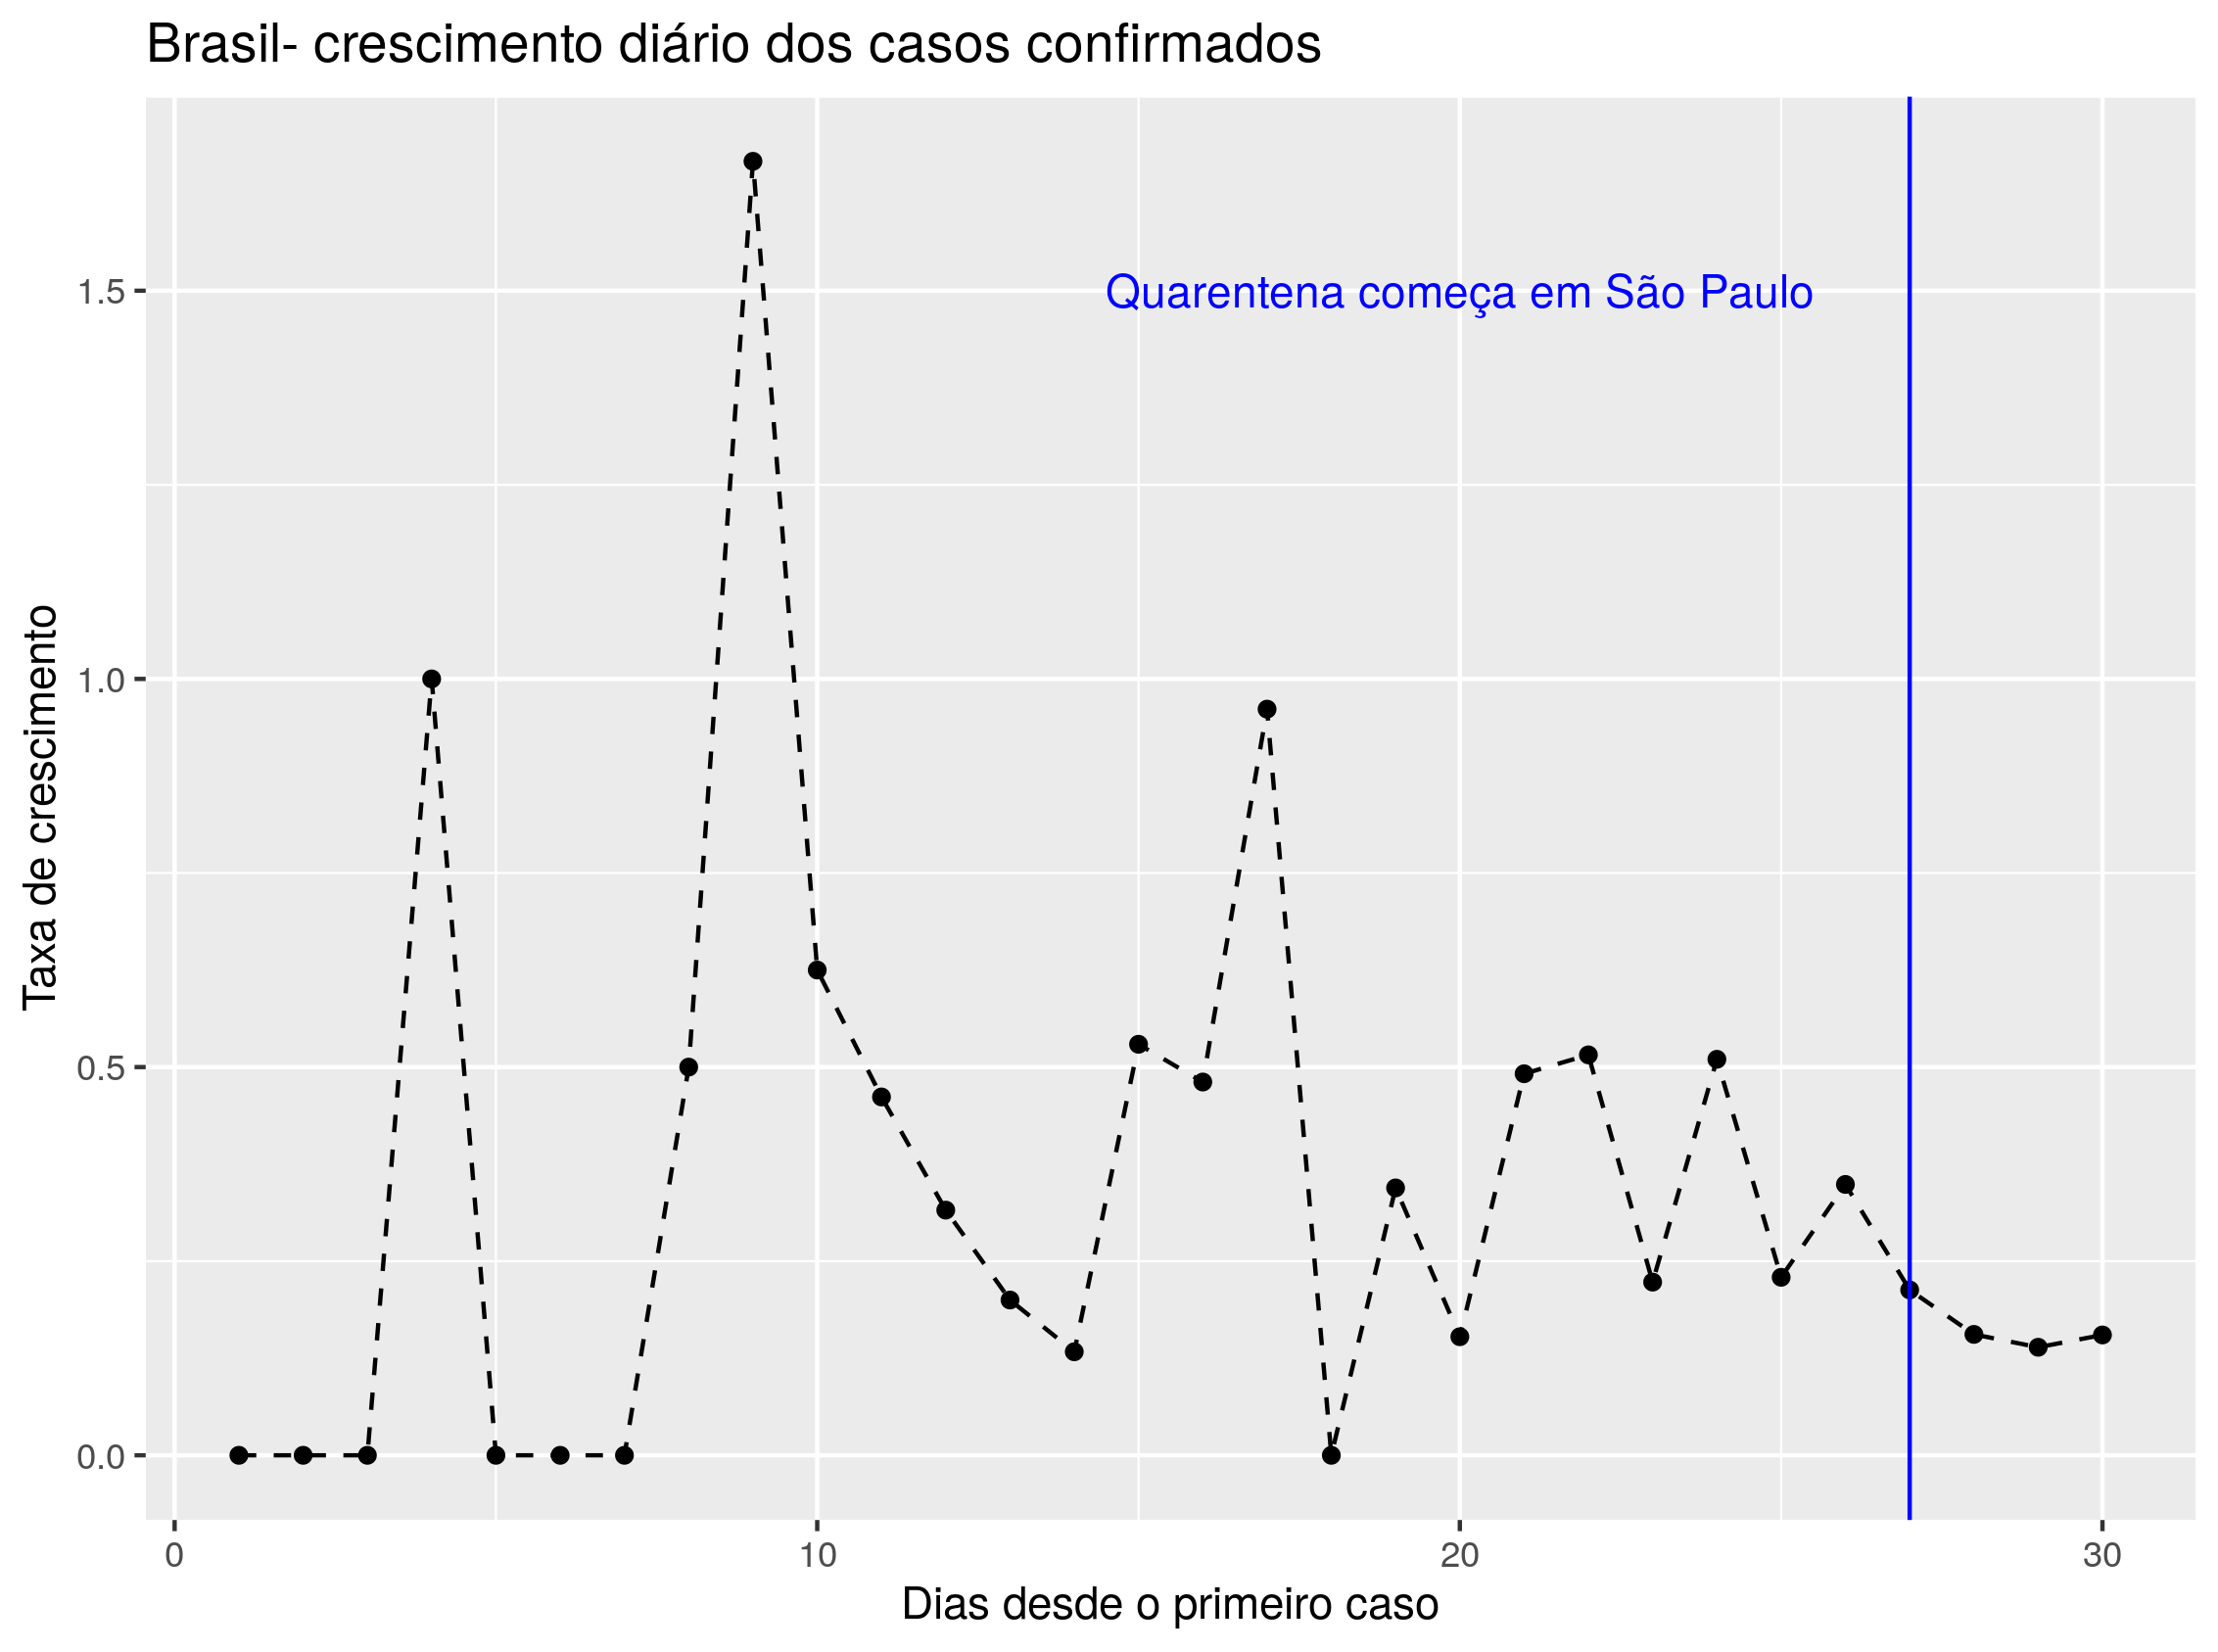 Brasil- crescimento diário dos casos confirmados
Taxa de crescimento
1.5
1.0
0.5
0.0
Quarentena começa em São Paulo
0
10
20
30
Dias desde o primeiro caso